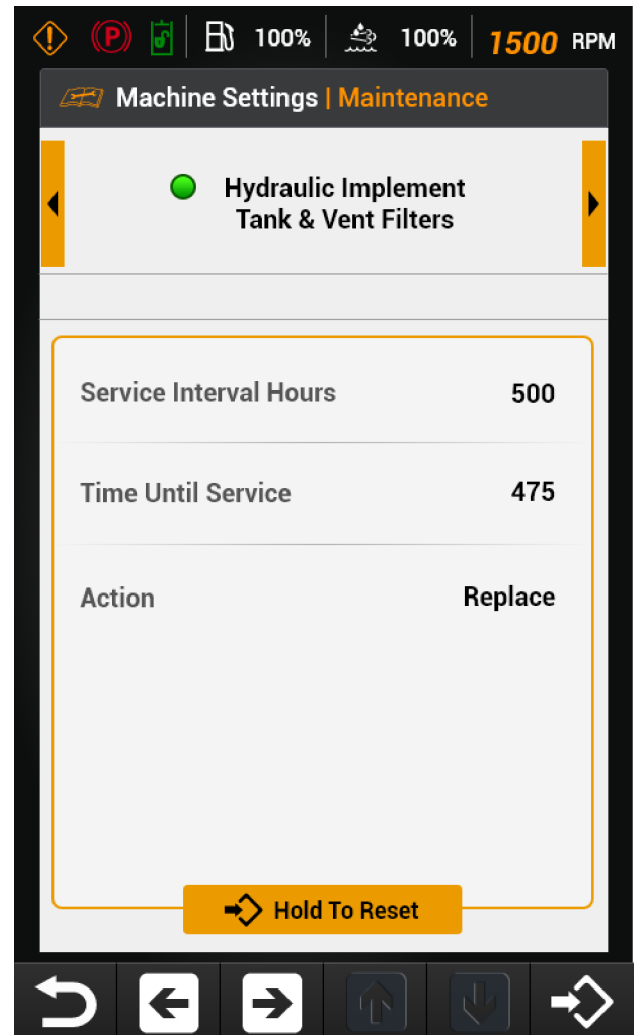 P 100% 100% 1500 RPM
Machine Settings | Maintenance
Hydraulic Implement
Tank & Vent Filters
Service Interval Hours 500
Time Until Service 475
Action Replace
Hold To Reset